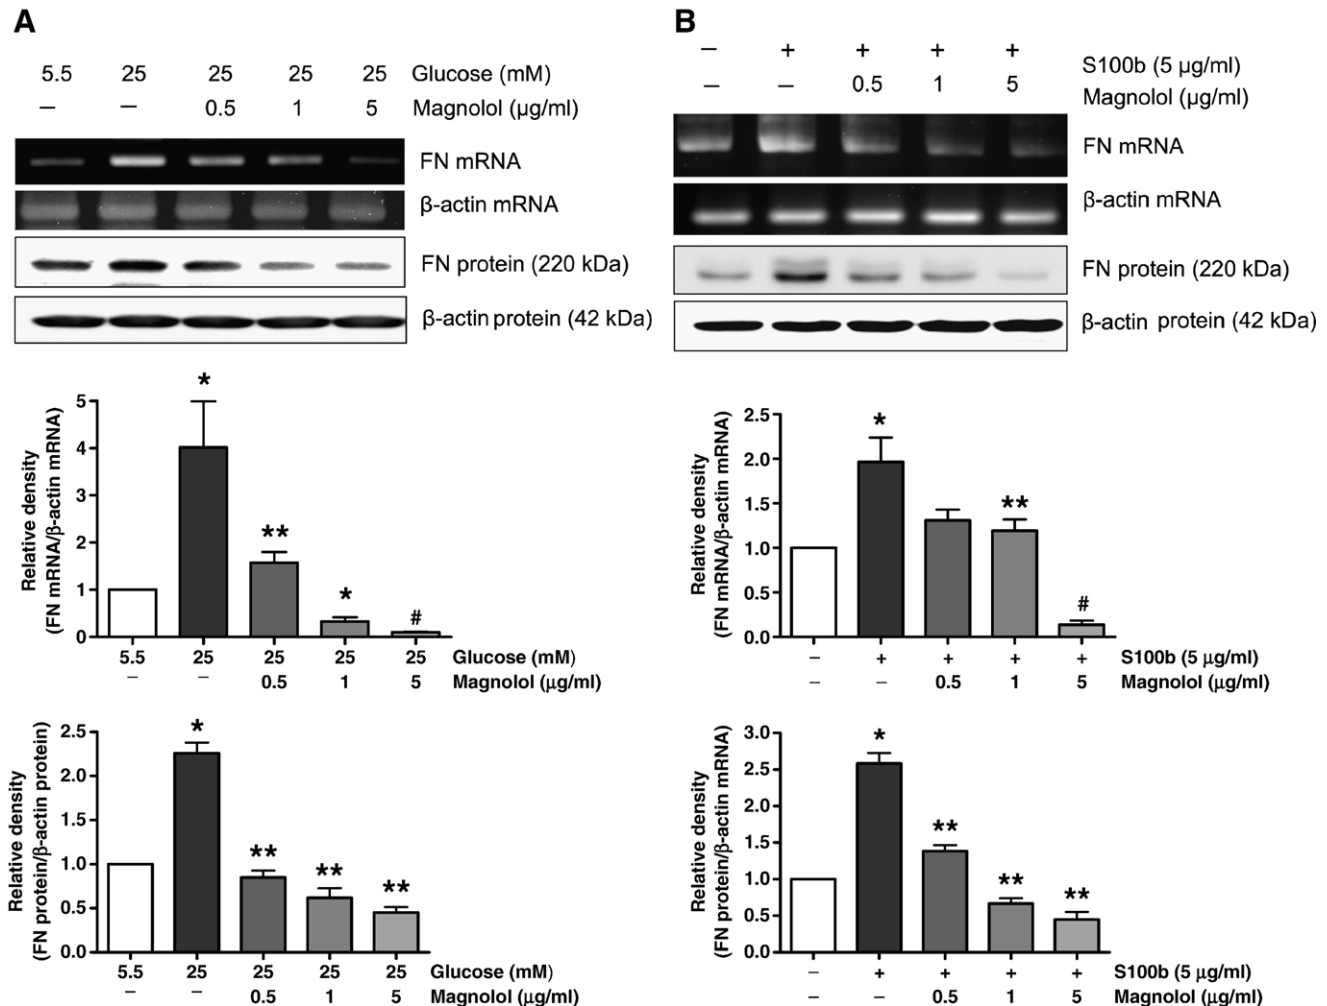 A
5.5 25 25 25 25 Glucose (mM)
– – 0.5 1 5 Magnolol (µg/ml)
FN mRNA
β-actin mRNA
FN protein (220 kDa)
β-actin protein (42 kDa)
Relative density
(FN mRNA/β-actin mRNA)
5
4
3
2
1
0
*
**
*
#
5.5 25 25 25 25 Glucose (mM)
– – 0.5 1 5 Magnolol (µg/ml)
Relative density
(FN protein/β-actin protein)
2.5
2.0
1.5
1.0
0.5
0.0
*
**
**
**
5.5 25 25 25 25 Glucose (mM)
– – 0.5 1 5 Magnolol (µg/ml)
B
– + + + + S100b (5 µg/ml)
– – 0.5 1 5 Magnolol (µg/ml)
FN mRNA
β-actin mRNA
FN protein (220 kDa)
β-actin protein (42 kDa)
Relative density
(FN mRNA/β-actin mRNA)
2.5
2.0
1.5
1.0
0.5
0.0
*
**
#
– + + + + S100b (5 µg/ml)
– – 0.5 1 5 Magnolol (µg/ml)
Relative density
(FN protein/β-actin mRNA)
3.0
2.5
2.0
1.5
1.0
0.5
0.0
*
**
**
**
– + + + + S100b (5 µg/ml)
– – 0.5 1 5 Magnolol (µg/ml)